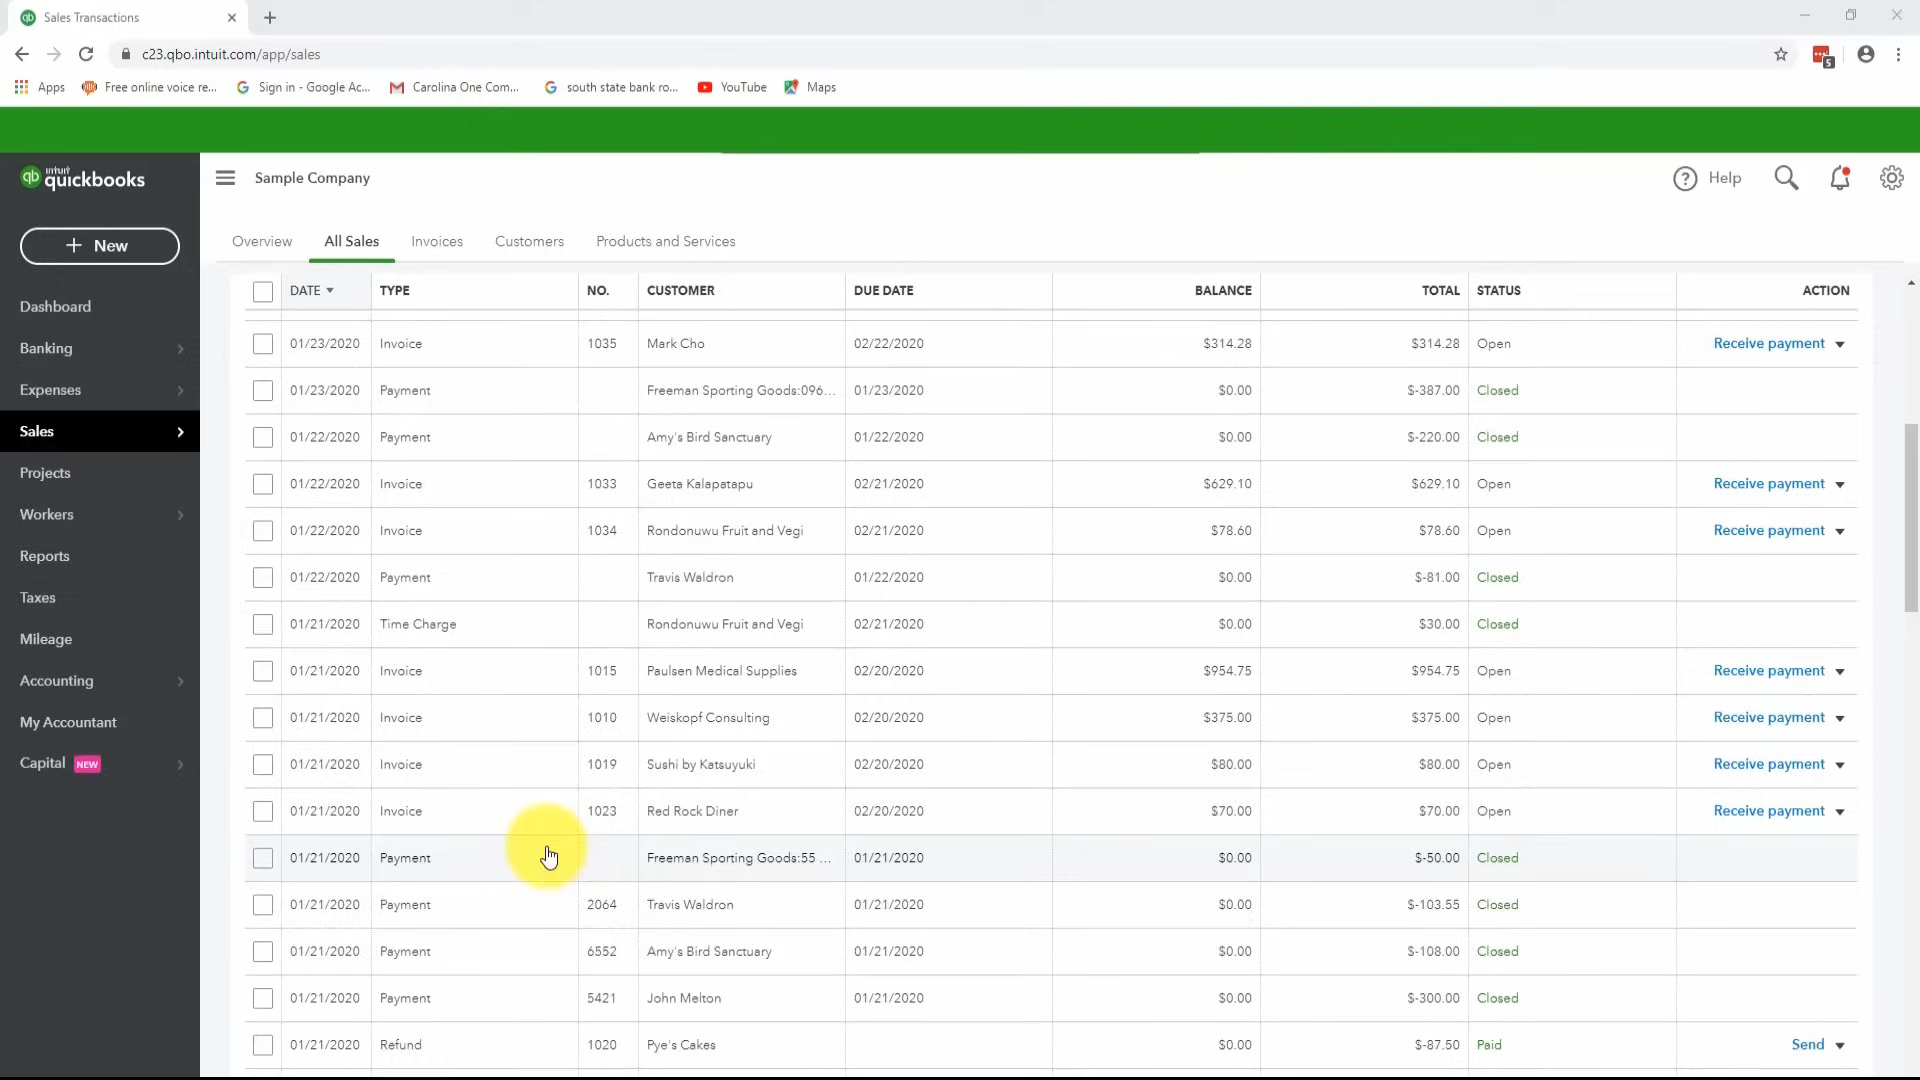 Sales Transactions
c23.qbo.intuit.com/app/sales
5
Apps Free online voice re... Sign in - Google Ac... Carolina One Com... south state bank ro... YouTube Maps
intuit quickbooks
Sample Company
? Help
+ New
Overview All Sales Invoices Customers Products and Services
Dashboard
Banking
Expenses
Sales
Projects
Workers
Reports
Taxes
Mileage
Accounting
My Accountant
Capital NEW
DATE TYPE NO. CUSTOMER DUE DATE BALANCE TOTAL STATUS ACTION
01/23/2020 Invoice 1035 Mark Cho 02/22/2020 $314.28 $314.28 Open Receive payment
01/23/2020 Payment Freeman Sporting Goods:096... 01/23/2020 $0.00 $-387.00 Closed
01/22/2020 Payment Amy's Bird Sanctuary 01/22/2020 $0.00 $-220.00 Closed
01/22/2020 Invoice 1033 Geeta Kalapatapu 02/21/2020 $629.10 $629.10 Open Receive payment
01/22/2020 Invoice 1034 Rondonuwu Fruit and Vegi 02/21/2020 $78.60 $78.60 Open Receive payment
01/22/2020 Payment Travis Waldron 01/22/2020 $0.00 $-81.00 Closed
01/21/2020 Time Charge Rondonuwu Fruit and Vegi 02/21/2020 $0.00 $30.00 Closed
01/21/2020 Invoice 1015 Paulsen Medical Supplies 02/20/2020 $954.75 $954.75 Open Receive payment
01/21/2020 Invoice 1010 Weiskopf Consulting 02/20/2020 $375.00 $375.00 Open Receive payment
01/21/2020 Invoice 1019 Sushi by Katsuyuki 02/20/2020 $80.00 $80.00 Open Receive payment
01/21/2020 Invoice 1023 Red Rock Diner 02/20/2020 $70.00 $70.00 Open Receive payment
01/21/2020 Payment Freeman Sporting Goods:55 ... 01/21/2020 $0.00 $-50.00 Closed
01/21/2020 Payment 2064 Travis Waldron 01/21/2020 $0.00 $-103.55 Closed
01/21/2020 Payment 6552 Amy's Bird Sanctuary 01/21/2020 $0.00 $-108.00 Closed
01/21/2020 Payment 5421 John Melton 01/21/2020 $0.00 $-300.00 Closed
01/21/2020 Refund 1020 Pye's Cakes $0.00 $-87.50 Paid Send